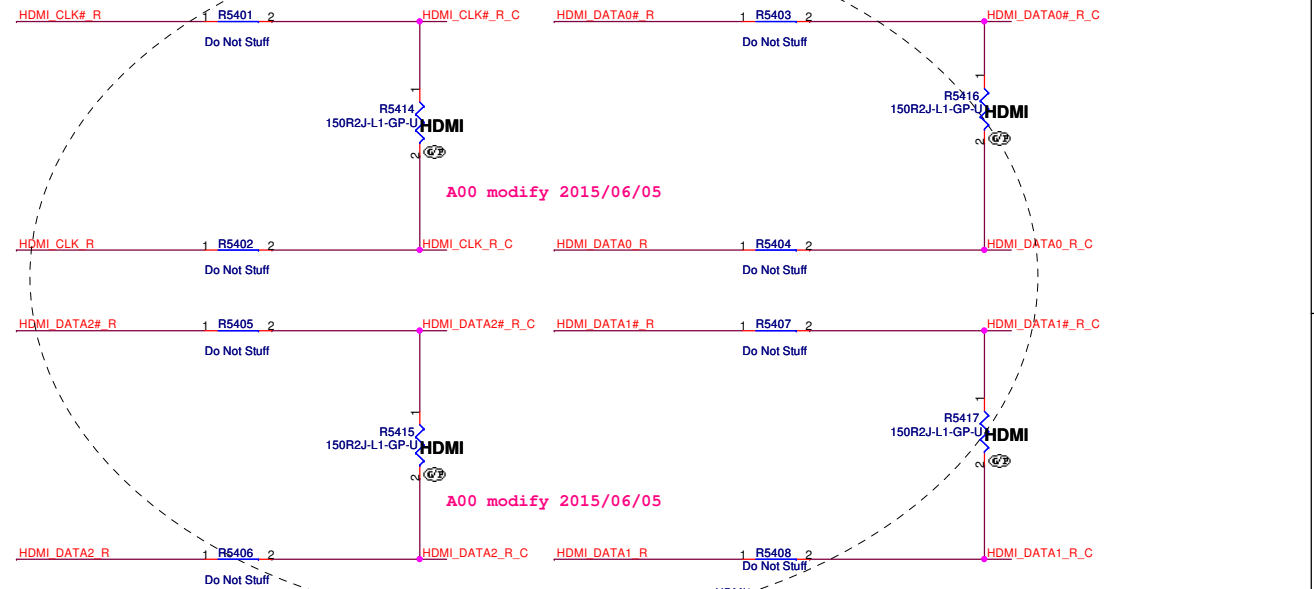 HDMI_CLK#_R 1 R5401 2 HDMI_CLK#_R_C HDMI_DATA0#_R 1 R5403 2 HDMI_DATA0#_R_C
Do Not Stuff Do Not Stuff
1 1
R5414 R5416
150R2J-L1-GP-U HDMI 150R2J-L1-GP-U HDMI
2 G/P 2 G/P
A00 modify 2015/06/05
HDMI_CLK_R 1 R5402 2 HDMI_CLK_R_C HDMI_DATA0_R 1 R5404 2 HDMI_DATA0_R_C
Do Not Stuff Do Not Stuff
HDMI_DATA2#_R 1 R5405 2 HDMI_DATA2#_R_C HDMI_DATA1#_R 1 R5407 2 HDMI_DATA1#_R_C
Do Not Stuff Do Not Stuff
1 1
R5415 R5417
150R2J-L1-GP-U HDMI 150R2J-L1-GP-U HDMI
2 G/P 2 G/P
A00 modify 2015/06/05
HDMI_DATA2_R 1 R5406 2 HDMI_DATA2_R_C HDMI_DATA1_R 1 R5408 2 HDMI_DATA1_R_C
Do Not Stuff Do Not Stuff